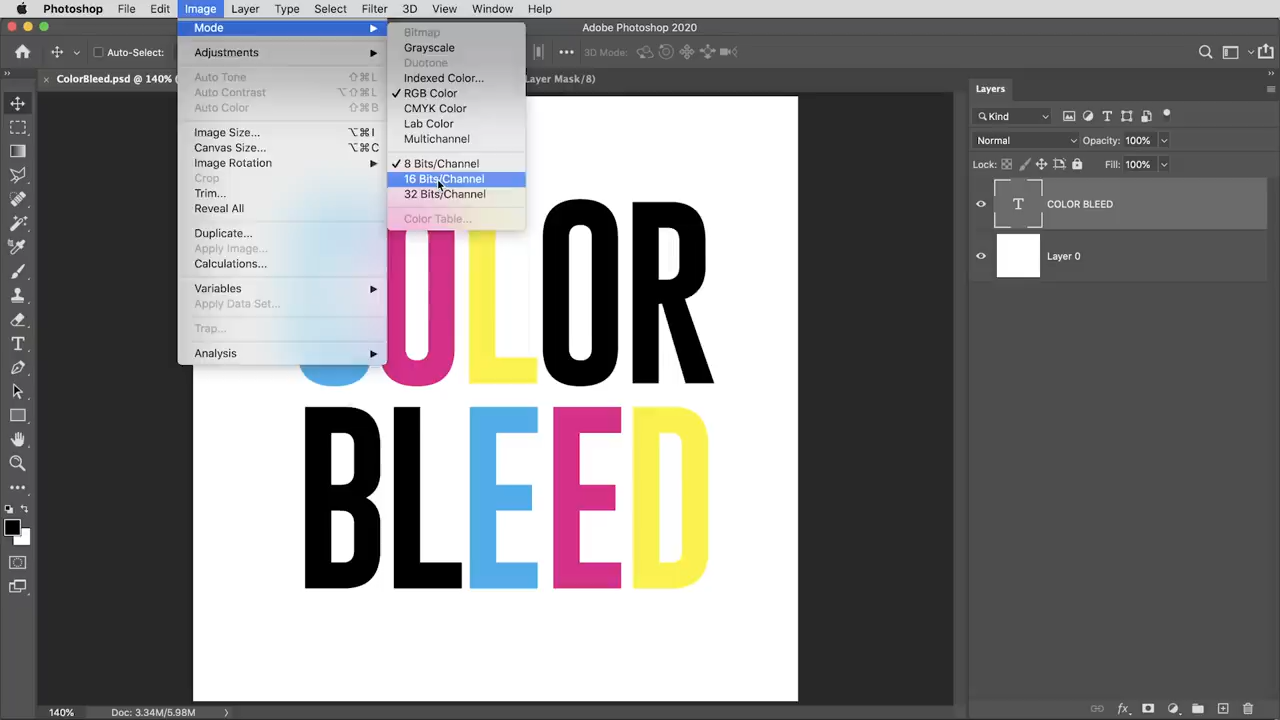 Photoshop File Edit Image Layer Type Select Filter 3D View Window Help
Adobe Photoshop 2020
Auto-Select:
3D Mode:
ColorBleed.psd @ 140% (
Layer Mask/8)
Mode
Adjustments
Auto Tone ⇧⌘L
Auto Contrast ⌥⇧⌘L
Auto Color ⇧⌘B
Image Size... ⌥⌘I
Canvas Size... ⌥⌘C
Image Rotation
Crop
Trim...
Reveal All
Duplicate...
Apply Image...
Calculations...
Variables
Apply Data Set...
Trap...
Analysis
Bitmap
Grayscale
Duotone
Indexed Color...
✓ RGB Color
CMYK Color
Lab Color
Multichannel
✓ 8 Bits/Channel
16 Bits/Channel
32 Bits/Channel
Color Table...
COLOR
BLEED
Layers
Kind
Normal Opacity: 100%
Lock: Fill: 100%
T COLOR BLEED
Layer 0
140% Doc: 3.34M/5.98M